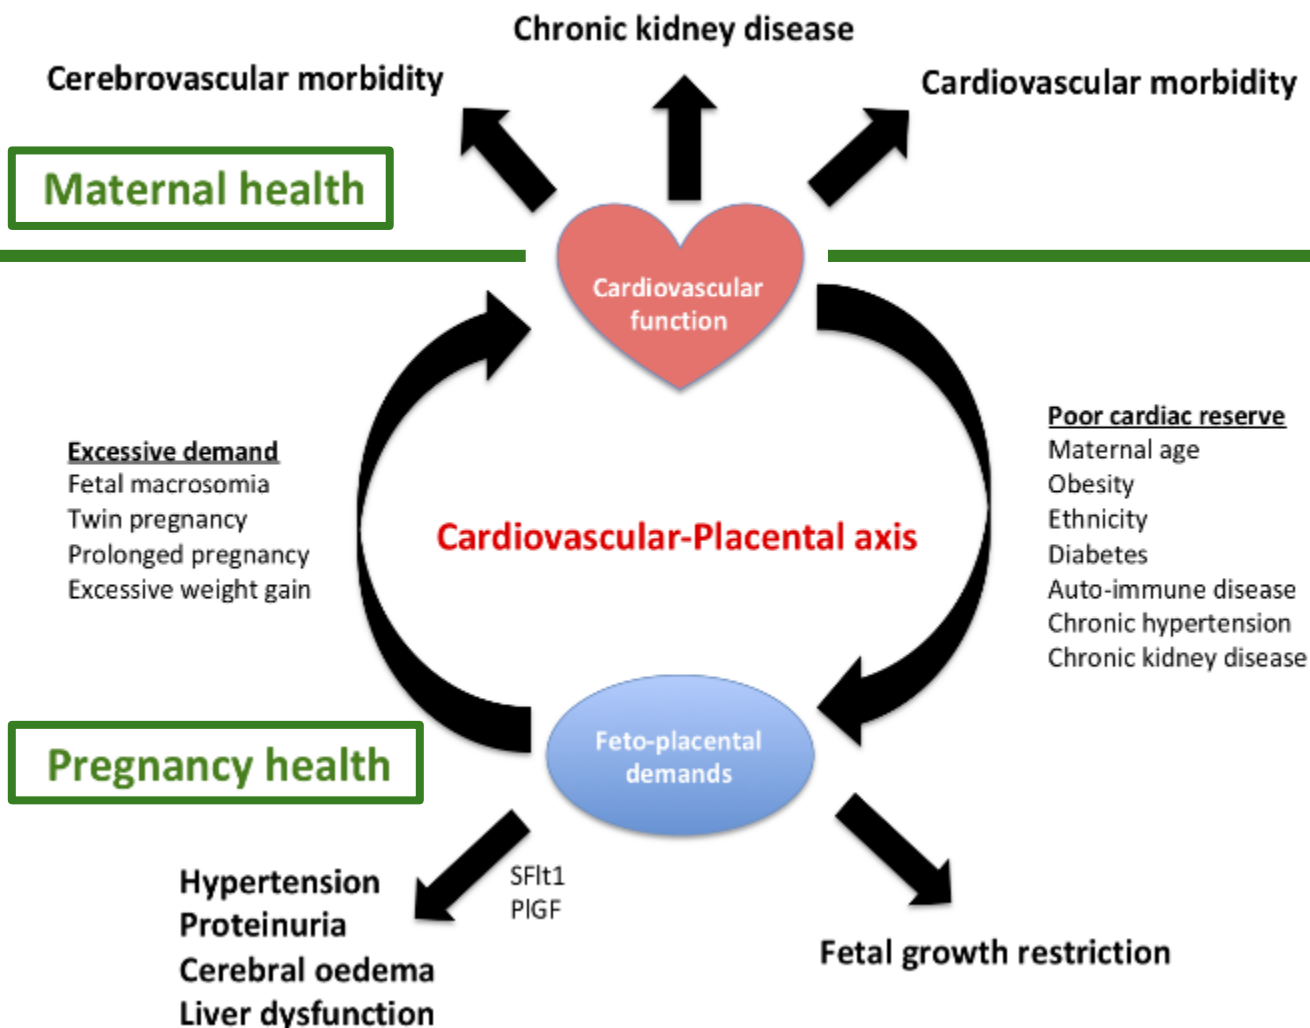 Chronic kidney disease
Cerebrovascular morbidity
Cardiovascular morbidity
Maternal health
Cardiovascular
function
Excessive demand
Fetal macrosomia
Twin pregnancy
Prolonged pregnancy
Excessive weight gain
Cardiovascular-Placental axis
Poor cardiac reserve
Maternal age
Obesity
Ethnicity
Diabetes
Auto-immune disease
Chronic hypertension
Chronic kidney disease
Pregnancy health
Feto-placental
demands
SFlt1
PlGF
Hypertension
Proteinuria
Cerebral oedema
Liver dysfunction
Fetal growth restriction